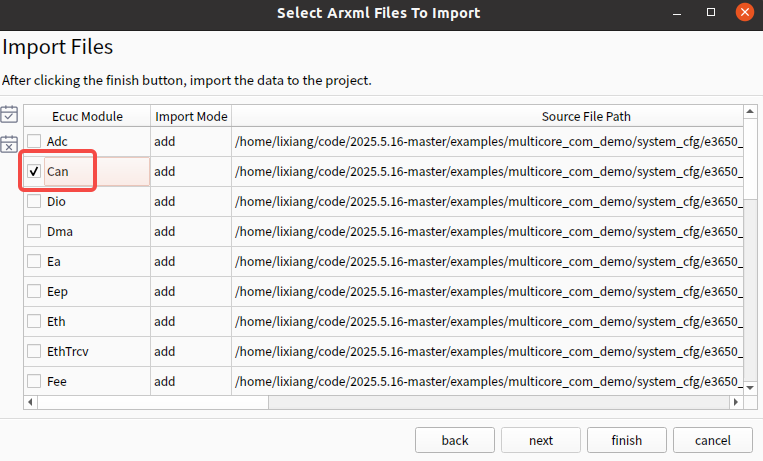 Select Arxml Files To Import
Import Files
After clicking the finish button, import the data to the project.
Ecuc Module Import Mode Source File Path
Adc add /home/lixiang/code/2025.5.16-master/examples/multicore_com_demo/system_cfg/e3650_
Can add /home/lixiang/code/2025.5.16-master/examples/multicore_com_demo/system_cfg/e3650_
Dio add /home/lixiang/code/2025.5.16-master/examples/multicore_com_demo/system_cfg/e3650_
Dma add /home/lixiang/code/2025.5.16-master/examples/multicore_com_demo/system_cfg/e3650_
Ea add /home/lixiang/code/2025.5.16-master/examples/multicore_com_demo/system_cfg/e3650_
Eep add /home/lixiang/code/2025.5.16-master/examples/multicore_com_demo/system_cfg/e3650_
Eth add /home/lixiang/code/2025.5.16-master/examples/multicore_com_demo/system_cfg/e3650_
EthTrcv add /home/lixiang/code/2025.5.16-master/examples/multicore_com_demo/system_cfg/e3650_
Fee add /home/lixiang/code/2025.5.16-master/examples/multicore_com_demo/system_cfg/e3650_
back next finish cancel